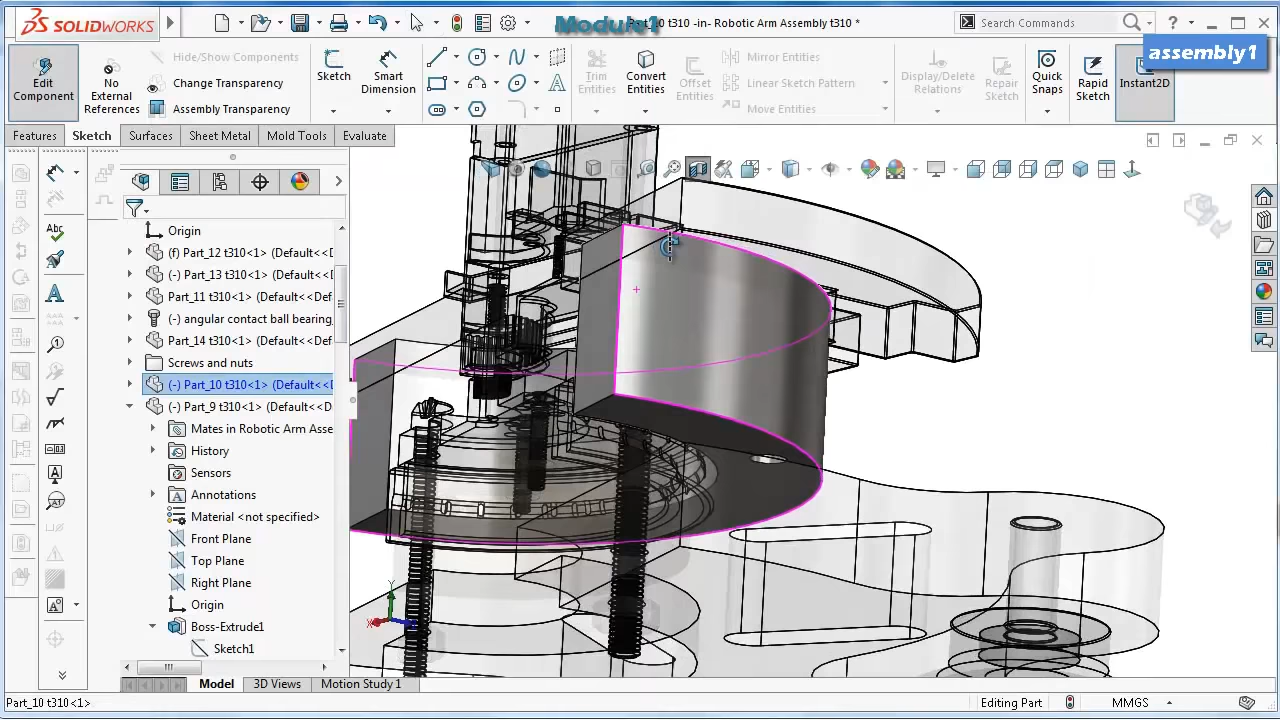 SOLIDWORKS
Module1
Part_10 t310 -in- Robotic Arm Assembly t310 *
Search Commands
assembly1
Edit Component
No External References
Hide/Show Components
Change Transparency
Assembly Transparency
Sketch
Smart Dimension
Trim Entities
Convert Entities
Offset Entities
Mirror Entities
Linear Sketch Pattern
Move Entities
Display/Delete Relations
Repair Sketch
Quick Snaps
Rapid Sketch
Instant2D
Features
Sketch
Surfaces
Sheet Metal
Mold Tools
Evaluate
Origin
(f) Part_12 t310<1> (Default<<D
(-) Part_13 t310<1> (Default<<D
Part_11 t310<1> (Default<<Def
(-) angular contact ball bearing_
Part_14 t310<1> (Default<<Def
Screws and nuts
(-) Part_10 t310<1> (Default<<D
(-) Part_9 t310<1> (Default<<De
Mates in Robotic Arm Asse
History
Sensors
Annotations
Material <not specified>
Front Plane
Top Plane
Right Plane
Origin
Boss-Extrude1
Sketch1
Model
3D Views
Motion Study 1
Part_10 t310<1>
Editing Part
MMGS